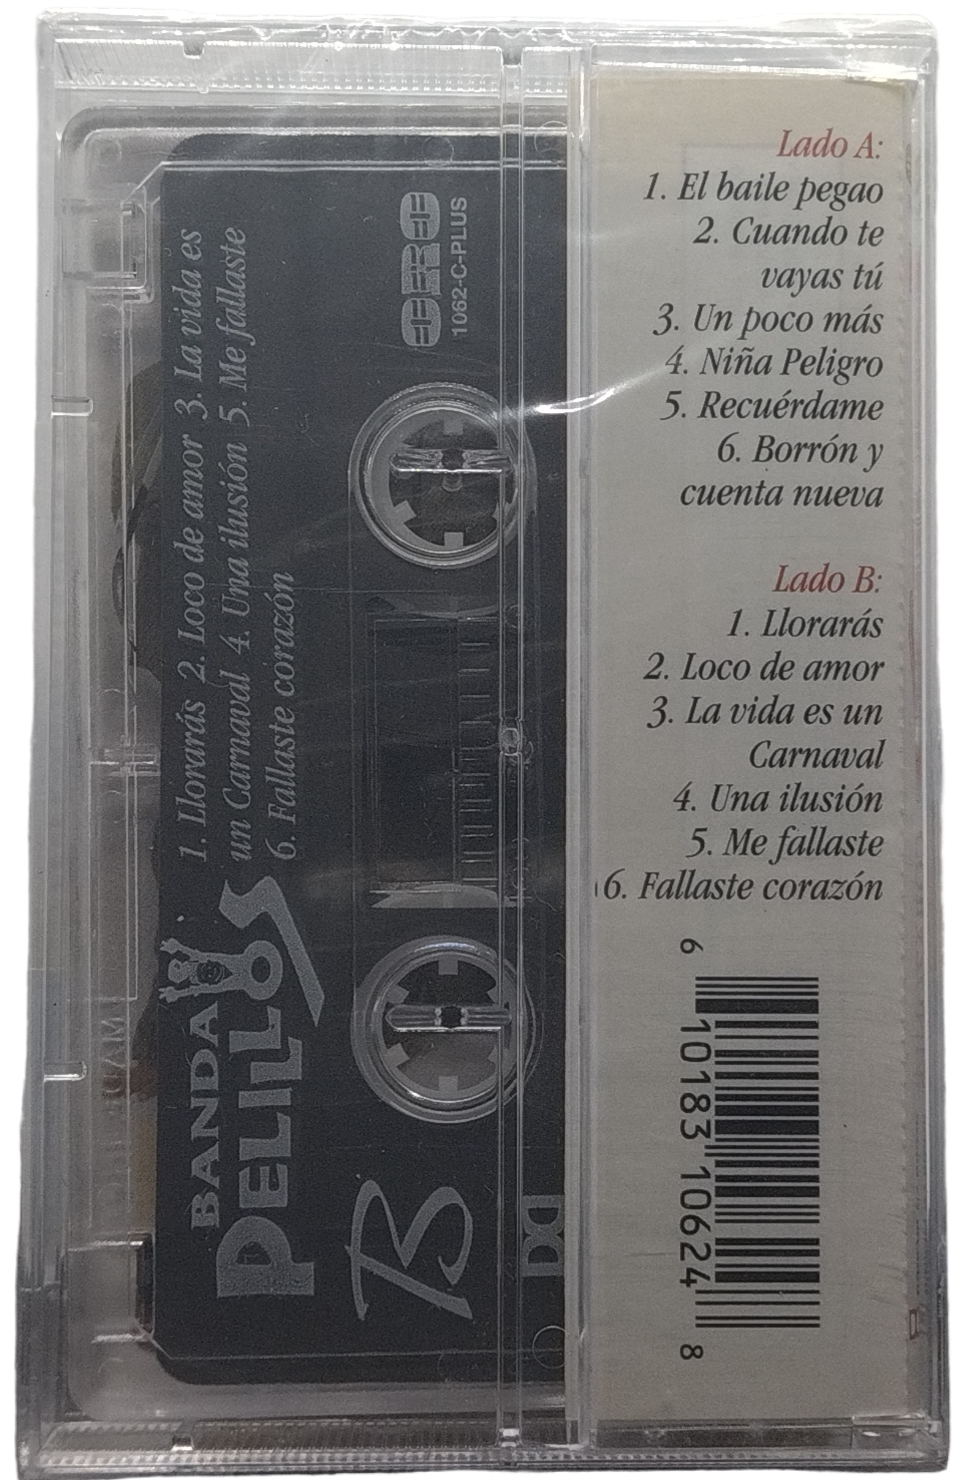 Lado A:
1. El baile pegao
2. Cuando te
vayas tú
3. Un poco más
4. Niña Peligro
5. Recuérdame
6. Borrón y
cuenta nueva
Lado B:
1. Llorarás
2. Loco de amor
3. La vida es un
Carnaval
4. Una ilusión
5. Me fallaste
6. Fallaste corazón
6 10183 10624 8
1. Llorarás 2. Loco de amor 3. La vida es
un Carnaval 4. Una ilusión 5. Me fallaste
6. Fallaste corazón
BANDA
PELILLOS
B
1062-C-PLUS